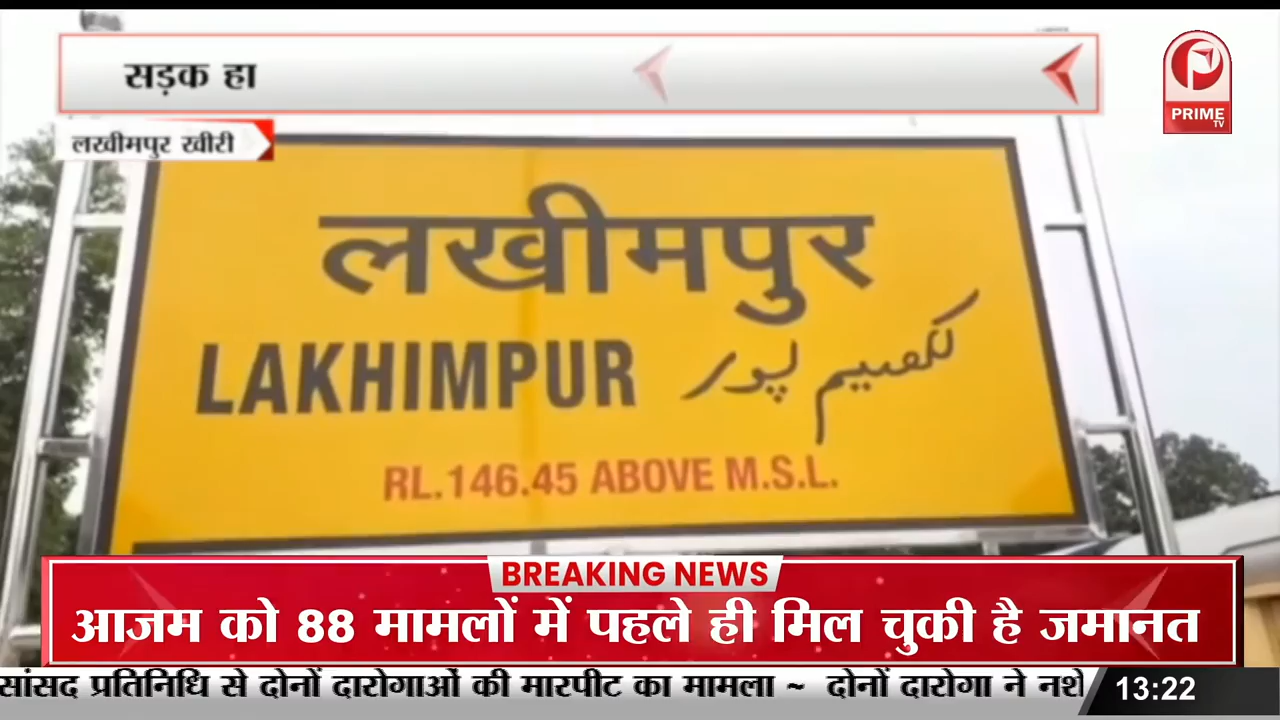 सड़क हा
PRIME
TV
लखीमपुर खीरी
लखीमपुर
LAKHIMPUR لکھیم پور
RL.146.45 ABOVE M.S.L.
BREAKING NEWS
आजम को 88 मामलों में पहले ही मिल चुकी है जमानत
सांसद प्रतिनिधि से दोनों दारोगाओं की मारपीट का मामला ~ दोनों दारोगा ने नशे
13:22